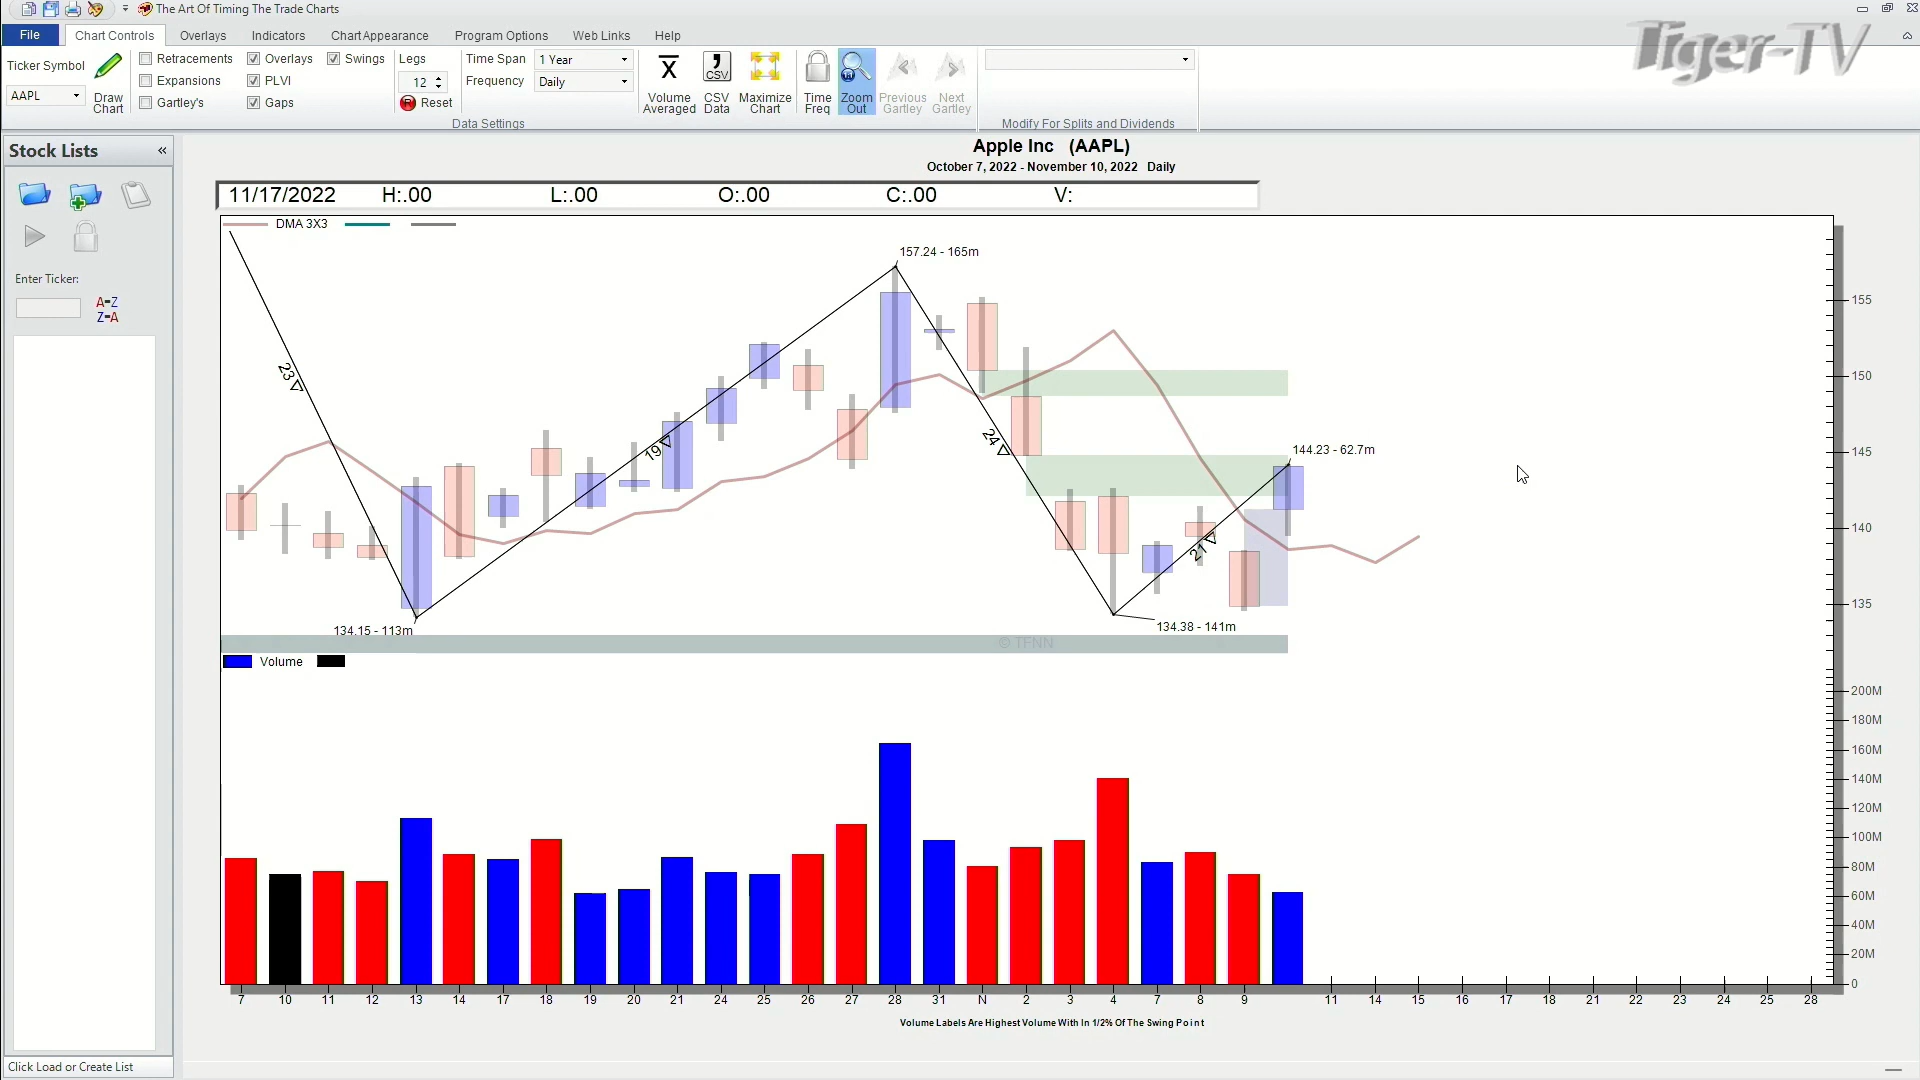 The Art Of Timing The Trade Charts
File Chart Controls Overlays Indicators Chart Appearance Program Options Web Links Help
Tiger-TV
Ticker Symbol
AAPL
Draw Chart
Retracements
Expansions
Gartley's
Overlays
PLVI
Gaps
Swings
Legs
12
Reset
Time Span 1 Year
Frequency Daily
Data Settings
Volume Averaged
CSV
CSV Data
Maximize Chart
Time Freq
Zoom Out
Previous Gartley
Next Gartley
Modify For Splits and Dividends
Stock Lists «
Enter Ticker:
A=Z
Z=A
Click Load or Create List
Apple Inc (AAPL)
October 7, 2022 - November 10, 2022 Daily
11/17/2022 H:.00 L:.00 O:.00 C:.00 V:
DMA 3X3
157.24 - 165m
23
19
24
21
144.23 - 62.7m
134.15 - 113m
134.38 - 141m
© TFNN
155
150
145
140
135
Volume
200M
180M
160M
140M
120M
100M
80M
60M
40M
20M
0
7 10 11 12 13 14 17 18 19 20 21 24 25 26 27 28 31 N 2 3 4 7 8 9 11 14 15 16 17 18 21 22 23 24 25 28
Volume Labels Are Highest Volume With In 1/2% Of The Swing Point